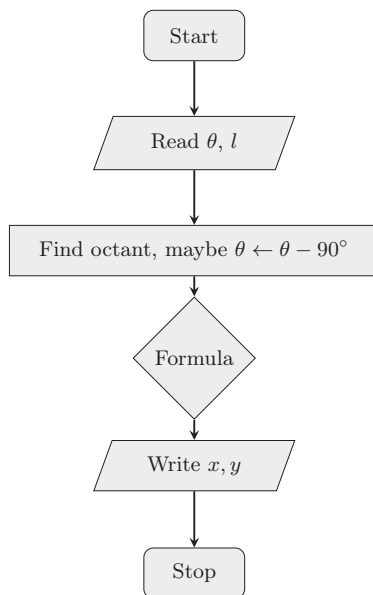 Start
Read θ, l
Find octant, maybe θ ← θ − 90°
Formula
Write x, y
Stop